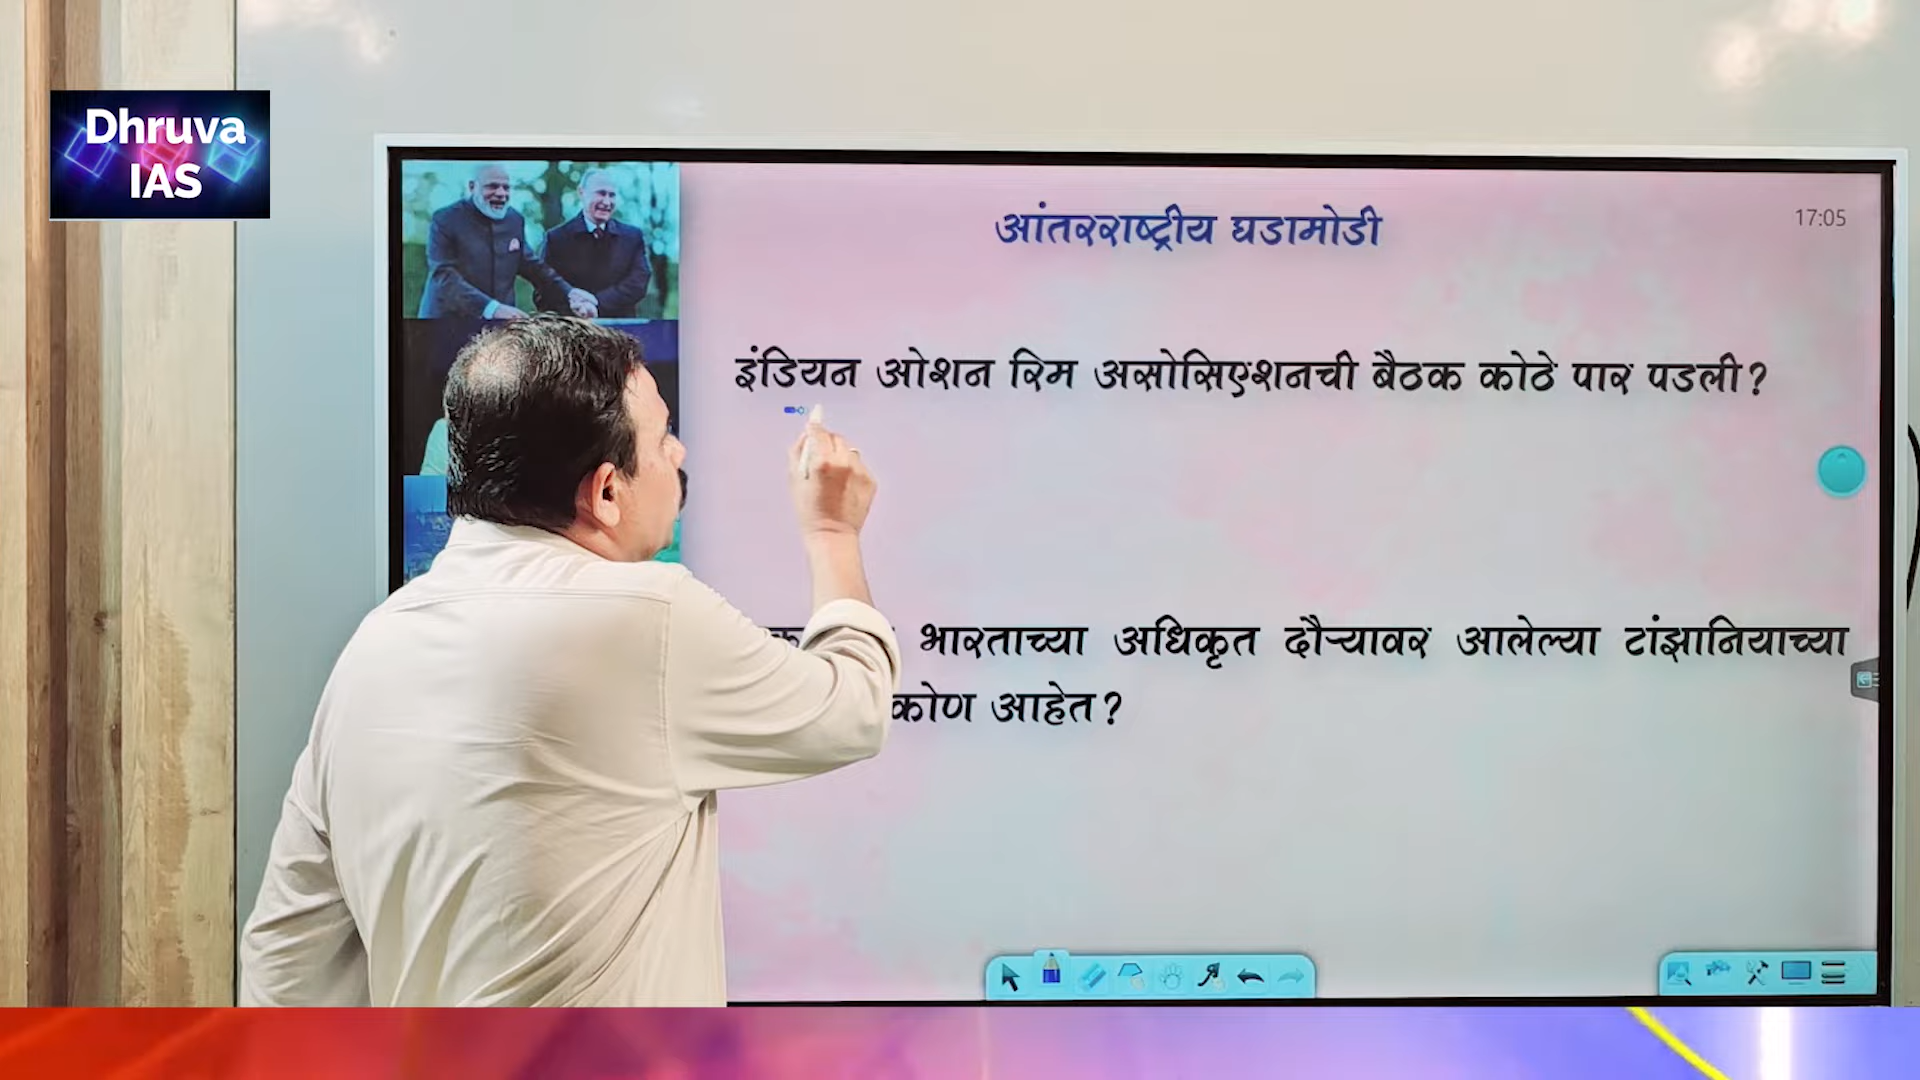 Dhruva
IAS
आंतरराष्ट्रीय घडामोडी
17:05
इंडियन ओशन रिम असोसिएशनची बैठक कोठे पार पडली?
भारताच्या अधिकृत दौऱ्यावर आलेल्या टांझानियाच्या
कोण आहेत?